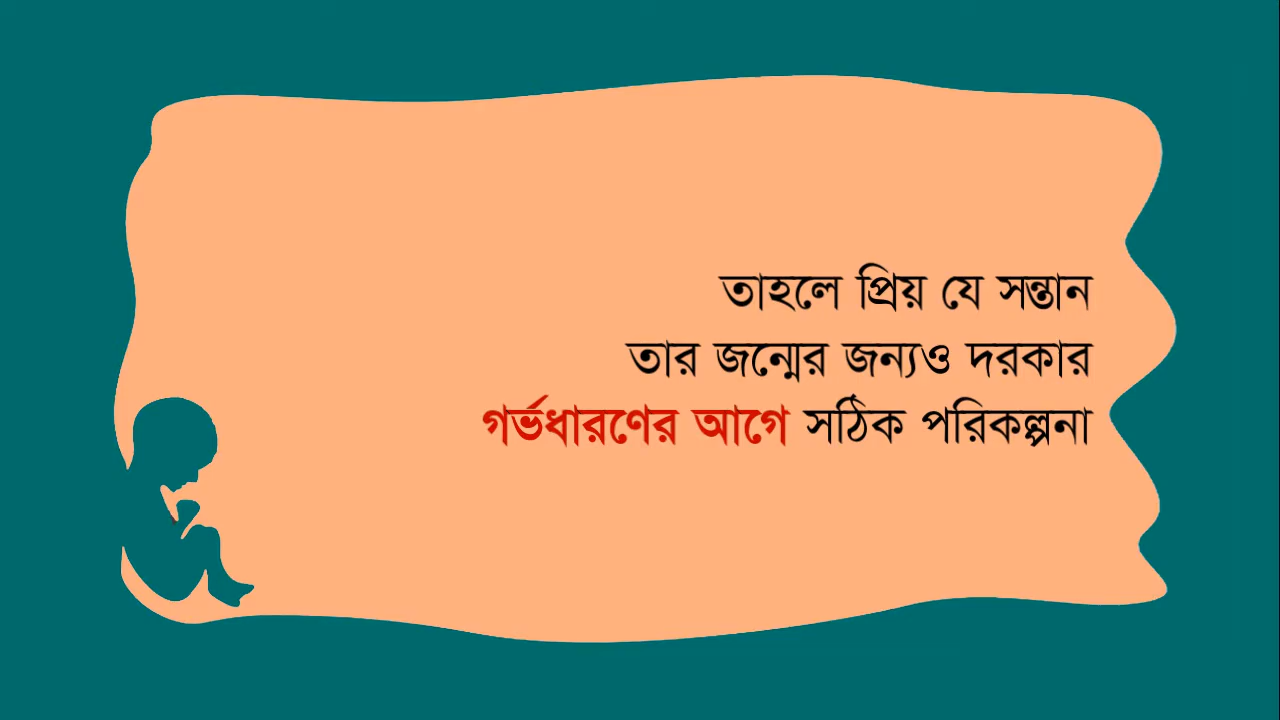 তাহলে প্রিয় যে সন্তান
তার জন্মের জন্যও দরকার
গর্ভধারণের আগে সঠিক পরিকল্পনা